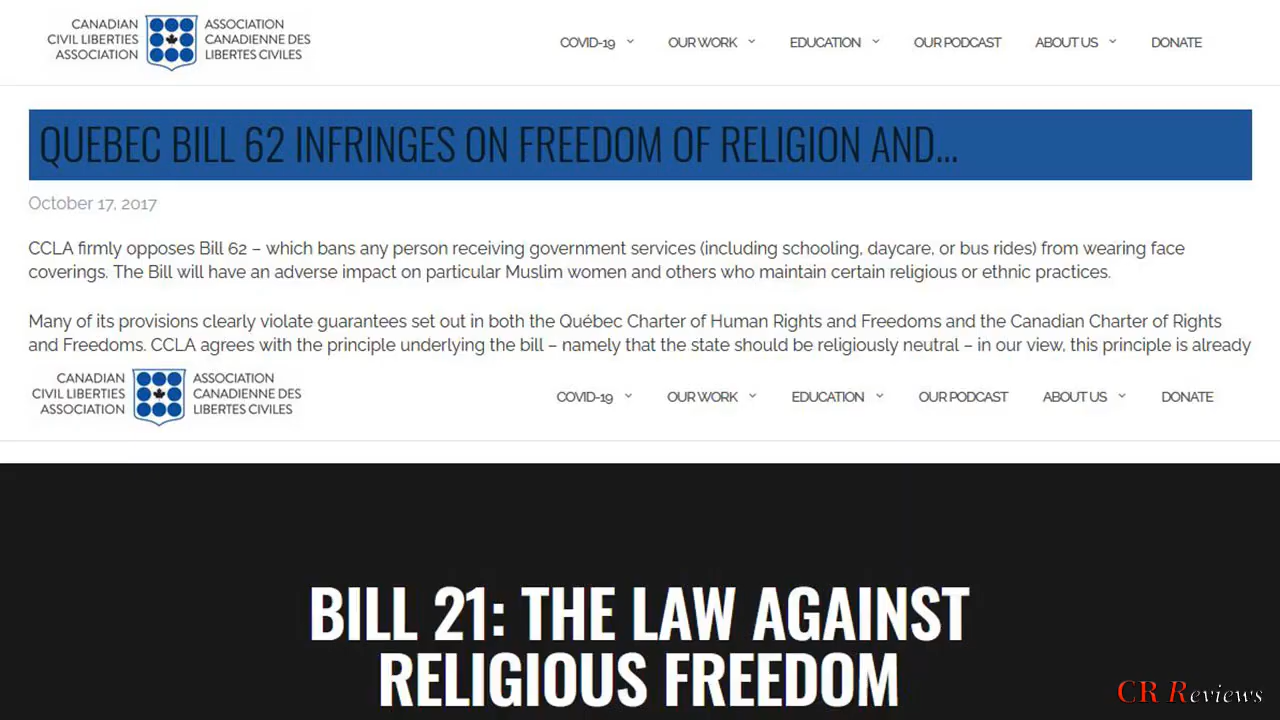 CANADIAN CIVIL LIBERTIES ASSOCIATION
ASSOCIATION CANADIENNE DES LIBERTES CIVILES
COVID-19 OUR WORK EDUCATION OUR PODCAST ABOUT US DONATE
QUEBEC BILL 62 INFRINGES ON FREEDOM OF RELIGION AND...
October 17, 2017
CCLA firmly opposes Bill 62 – which bans any person receiving government services (including schooling, daycare, or bus rides) from wearing face
coverings. The Bill will have an adverse impact on particular Muslim women and others who maintain certain religious or ethnic practices.
Many of its provisions clearly violate guarantees set out in both the Québec Charter of Human Rights and Freedoms and the Canadian Charter of Rights
and Freedoms. CCLA agrees with the principle underlying the bill – namely that the state should be religiously neutral – in our view, this principle is already
CANADIAN CIVIL LIBERTIES ASSOCIATION
ASSOCIATION CANADIENNE DES LIBERTES CIVILES
COVID-19 OUR WORK EDUCATION OUR PODCAST ABOUT US DONATE
BILL 21: THE LAW AGAINST
RELIGIOUS FREEDOM
CR Reviews